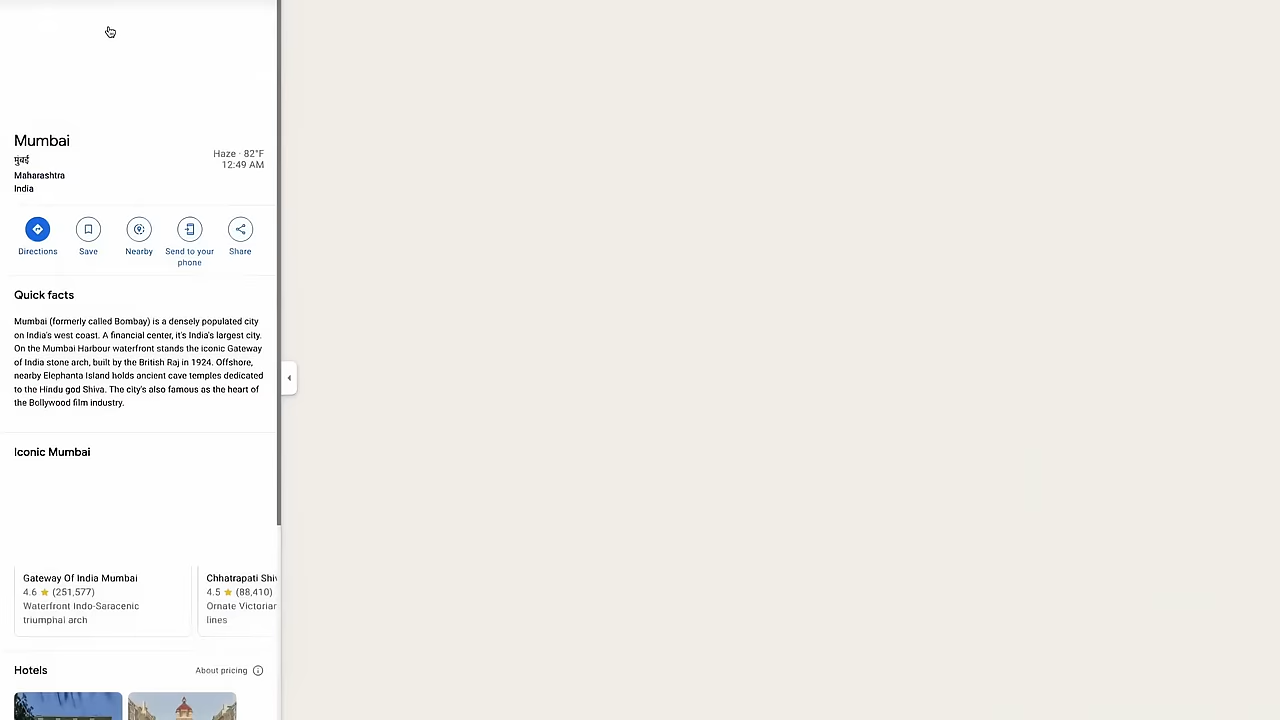 Mumbai
मुंबई
Maharashtra
India
Haze · 82°F
12:49 AM
Directions
Save
Nearby
Send to your
phone
Share
Quick facts
Mumbai (formerly called Bombay) is a densely populated city
on India's west coast. A financial center, it's India's largest city.
On the Mumbai Harbour waterfront stands the iconic Gateway
of India stone arch, built by the British Raj in 1924. Offshore,
nearby Elephanta Island holds ancient cave temples dedicated
to the Hindu god Shiva. The city's also famous as the heart of
the Bollywood film industry.
Iconic Mumbai
Gateway Of India Mumbai
4.6 ★ (251,577)
Waterfront Indo-Saracenic
triumphal arch
Chhatrapati Shiv
4.5 ★ (88,410)
Ornate Victorian
lines
Hotels
About pricing